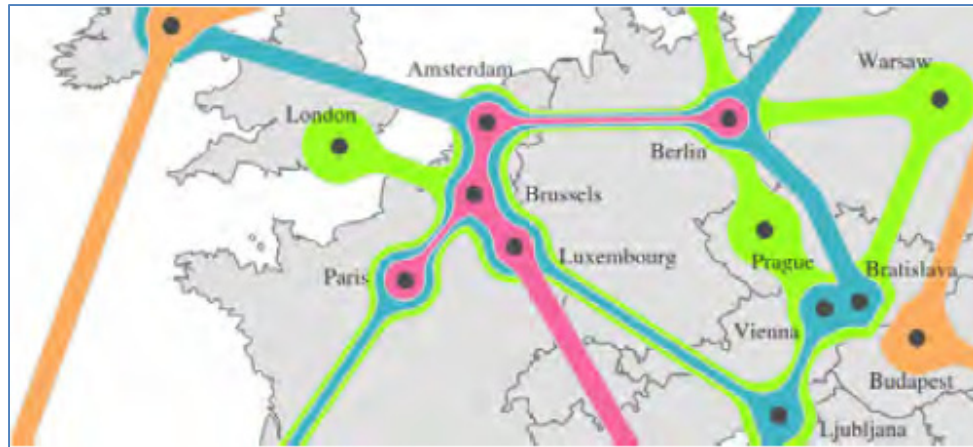 Warsaw
Amsterdam
London
Berlin
Brussels
Luxembourg
Prague
Bratislava
Paris
Vienna
Budapest
Ljubljana